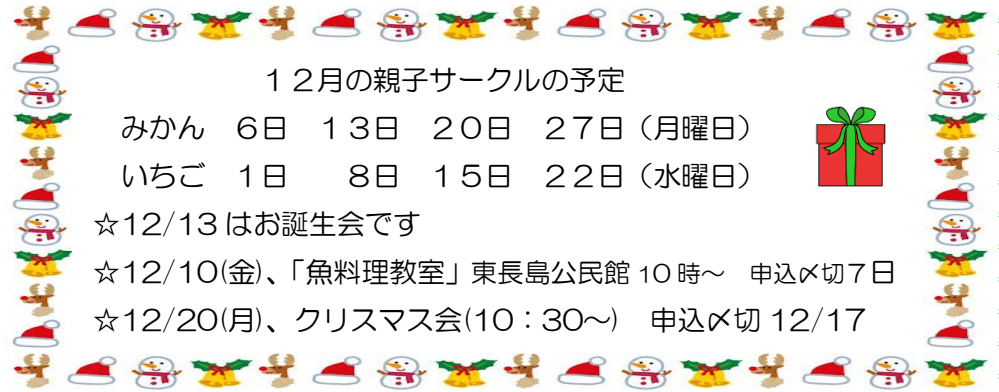 １２月の親子サークルの予定
みかん　６日　１３日　２０日　２７日（月曜日）
いちご　１日　　８日　１５日　２２日（水曜日）
☆12/13はお誕生会です
☆12/10(金)、「魚料理教室」東長島公民館 10時～　申込〆切７日
☆12/20(月)、クリスマス会(10：30～)　申込〆切 12/17